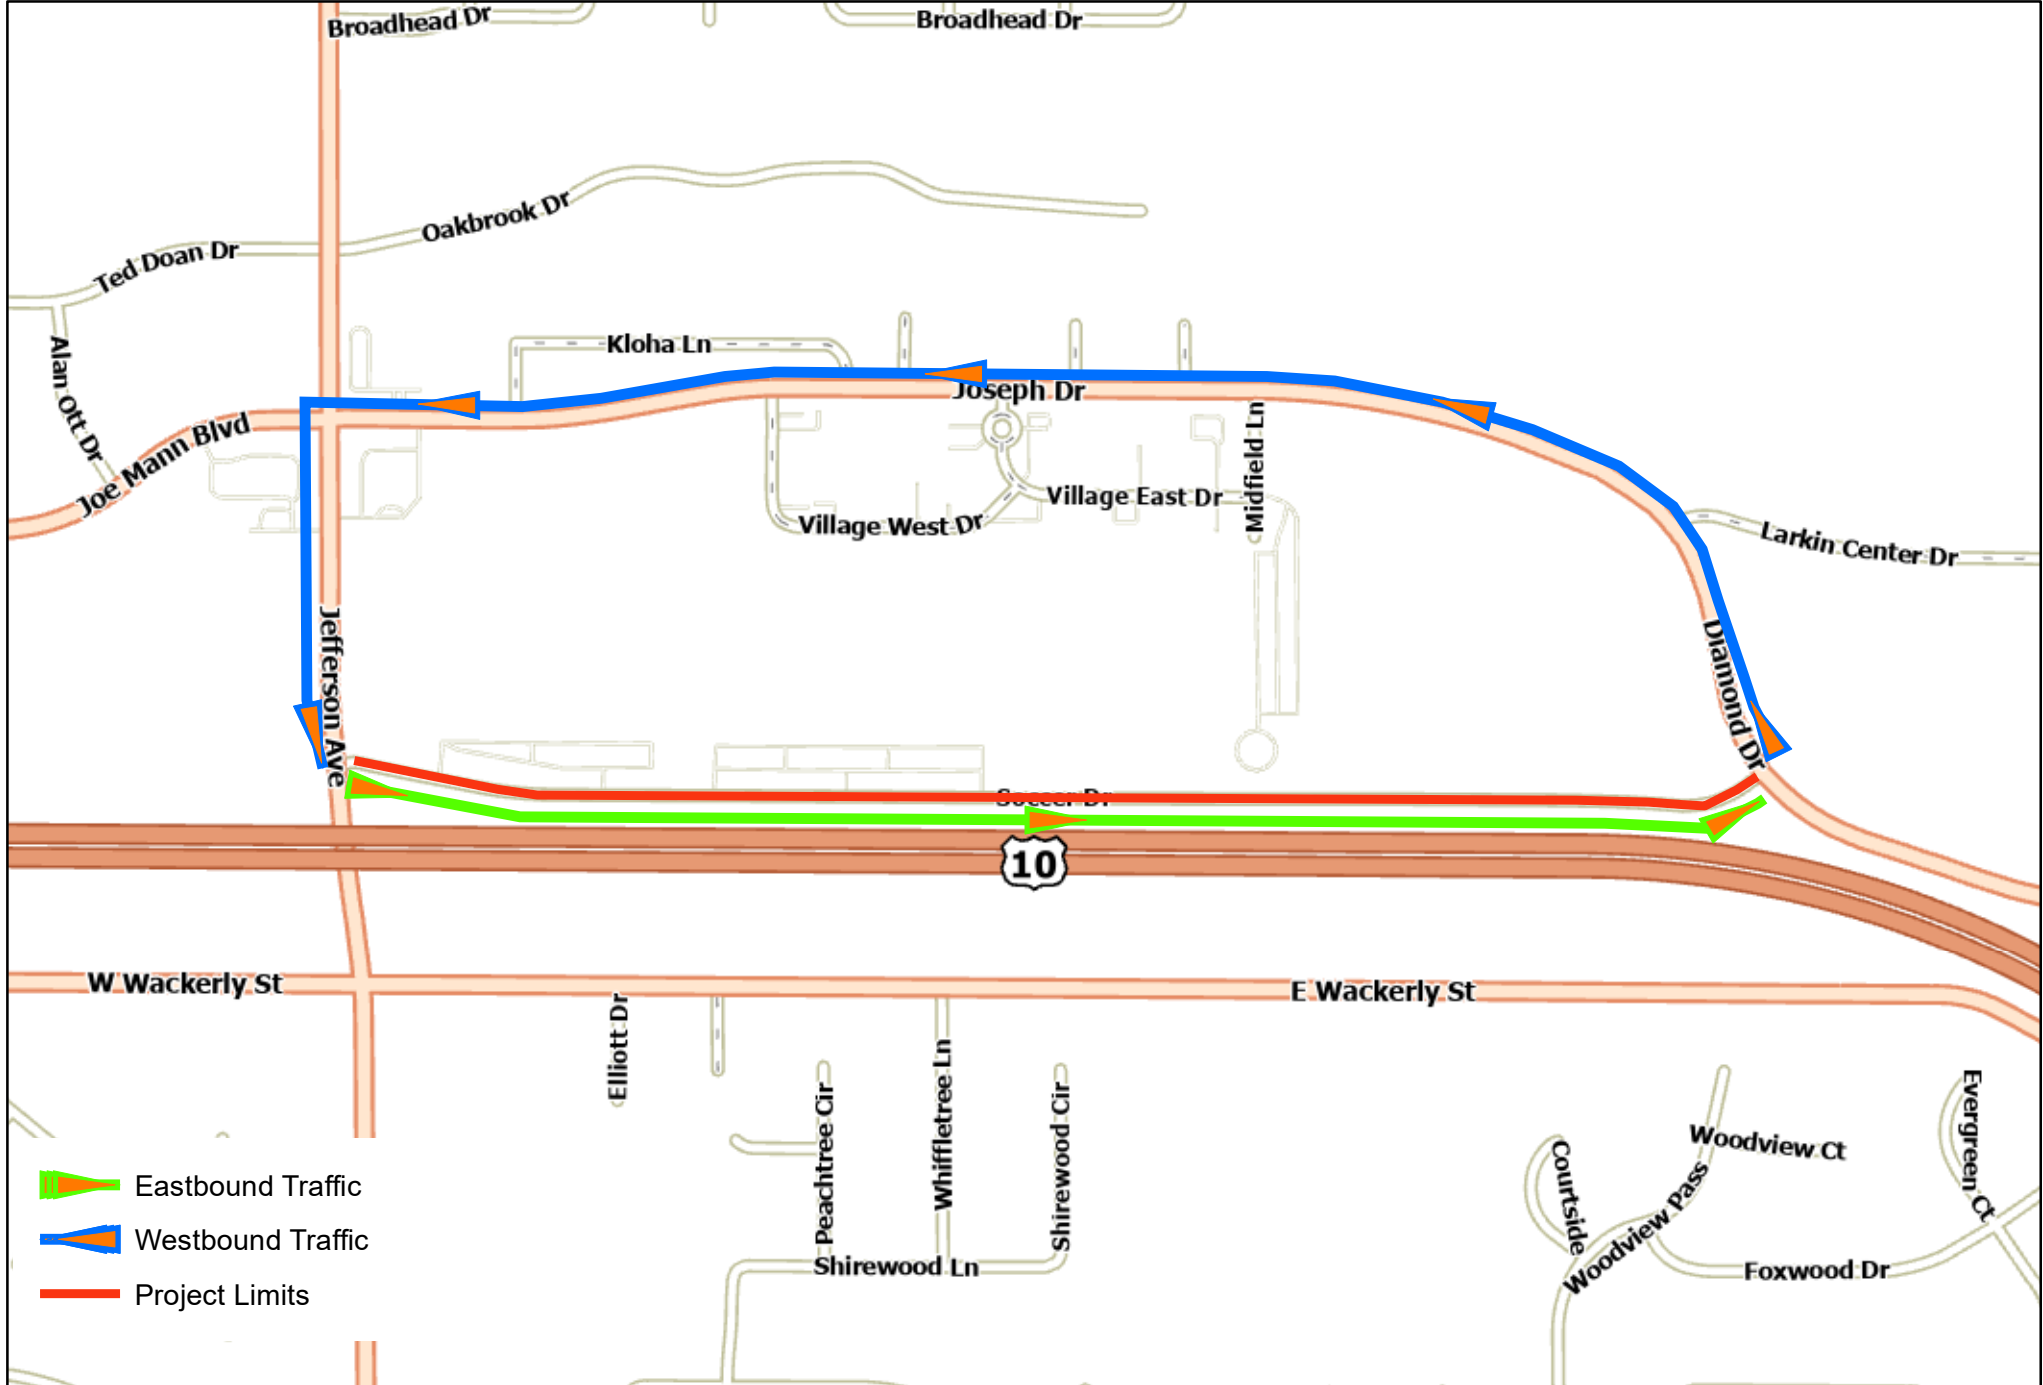 Broadhead Dr
Broadhead Dr
Oakbrook Dr
Ted Doan Dr
Kloha Ln
Alan Ott Dr
Joseph Dr
Joe Mann Blvd
Midfield Ln
Village East Dr
Village West Dr
Larkin Center Dr
Jefferson Ave
Diamond Dr
Soccer Dr
10
W Wackerly St
E Wackerly St
Elliott Dr
Peachtree Cir
Whiffletree Ln
Shirewood Cir
Woodview Ct
Evergreen Ct
Courtside
Woodview Pass
Shirewood Ln
Foxwood Dr
Eastbound Traffic
Westbound Traffic
Project Limits